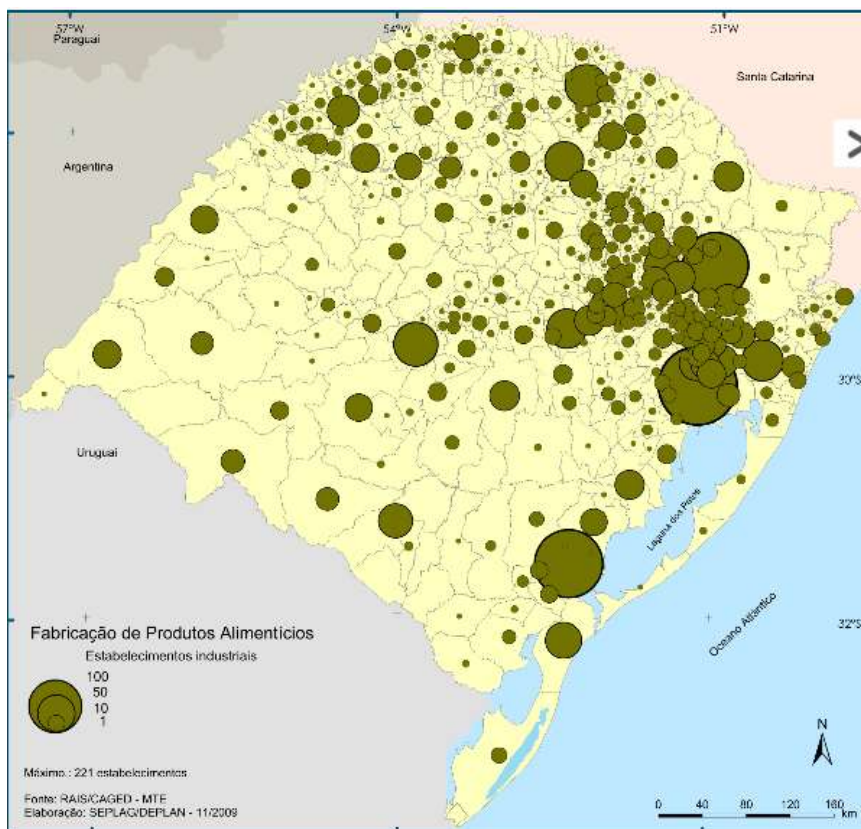 57°W
54°W
51°W
Paraguai
Santa Catarina
Argentina
30°S
Uruguai
Laguna dos Patos
Oceano Atlântico
32°S
Fabricação de Produtos Alimentícios
Estabelecimentos industriais
100
50
10
1
Máximo.: 221 estabelecimentos
Fonte: RAIS/CAGED - MTE
Elaboração: SEPLAG/DEPLAN - 11/2009
N
0 40 80 120 160
km